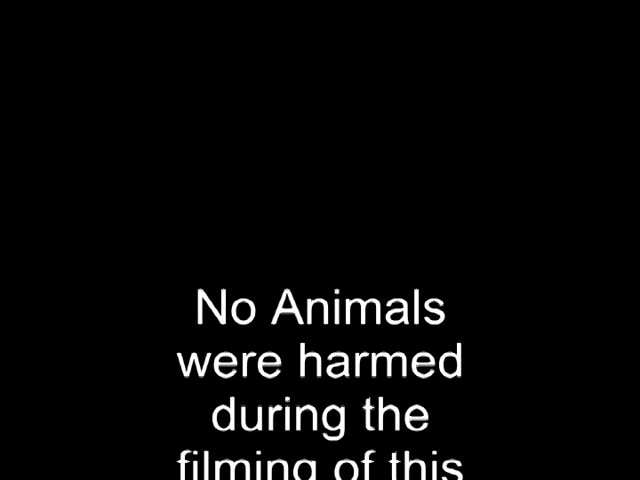 No Animals
were harmed
during the
filming of this